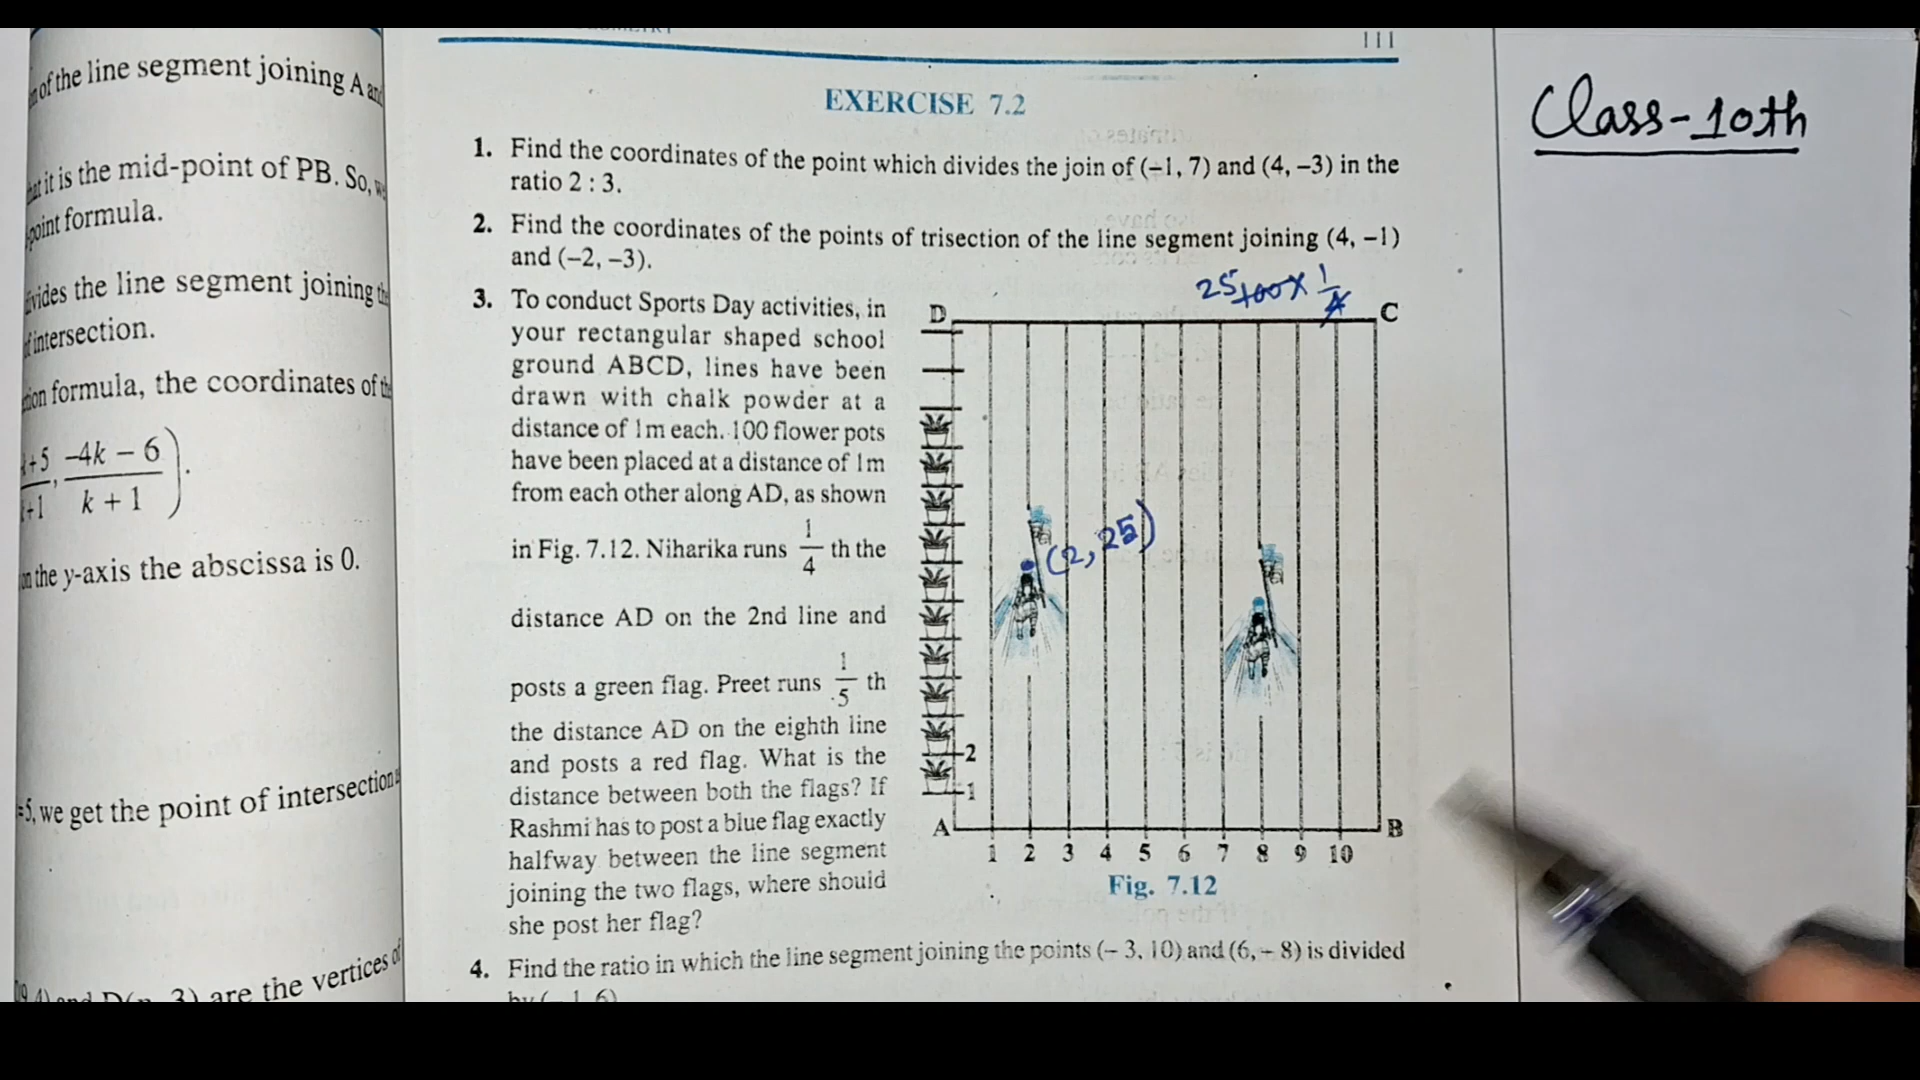 of the line segment joining A
it is the mid-point of PB. So,
point formula.
the line segment joining
intersection.
formula, the coordinates of
+5, −4k − 6
+1 k + 1
the y-axis the abscissa is 0.
=5, we get the point of intersection
are the vertices of
111
EXERCISE 7.2
1. Find the coordinates of the point which divides the join of (−1, 7) and (4, −3) in the
ratio 2 : 3.
2. Find the coordinates of the points of trisection of the line segment joining (4, −1)
and (−2, −3).
3. To conduct Sports Day activities, in
your rectangular shaped school
ground ABCD, lines have been
drawn with chalk powder at a
distance of 1m each. 100 flower pots
have been placed at a distance of 1m
from each other along AD, as shown
in Fig. 7.12. Niharika runs 1/4 th the
distance AD on the 2nd line and
posts a green flag. Preet runs 1/5 th
the distance AD on the eighth line
and posts a red flag. What is the
distance between both the flags? If
Rashmi has to post a blue flag exactly
halfway between the line segment
joining the two flags, where should
she post her flag?
25 100 × 1/4
D C
(2, 25)
2
1
A B
1 2 3 4 5 6 7 8 9 10
Fig. 7.12
4. Find the ratio in which the line segment joining the points (− 3, 10) and (6, − 8) is divided
Class-10th